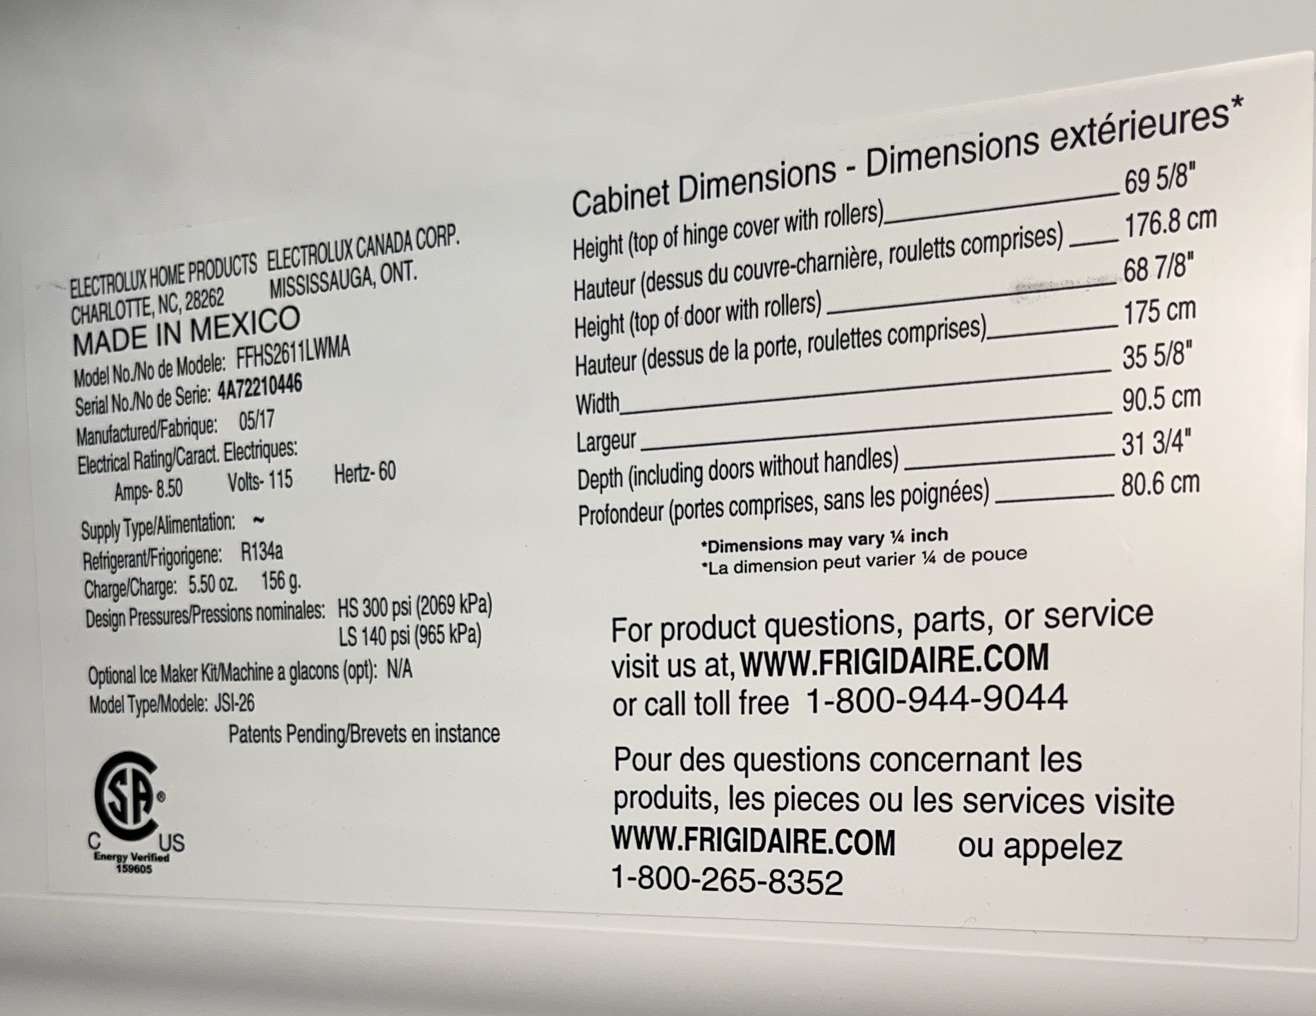 ELECTROLUX HOME PRODUCTS ELECTROLUX CANADA CORP.
CHARLOTTE, NC, 28262 MISSISSAUGA, ONT.
MADE IN MEXICO
Model No./No de Modele: FFHS2611LWMA
Serial No./No de Serie: 4A72210446
Manufactured/Fabrique: 05/17
Electrical Rating/Caract. Electriques:
Amps- 8.50 Volts- 115 Hertz- 60
Supply Type/Alimentation: ~
Refrigerant/Frigorigene: R134a
Charge/Charge: 5.50 oz. 156 g.
Design Pressures/Pressions nominales: HS 300 psi (2069 kPa)
LS 140 psi (965 kPa)
Optional Ice Maker Kit/Machine a glacons (opt): N/A
Model Type/Modele: JSI-26
Patents Pending/Brevets en instance
SA®
C US
Energy Verified
159605
Cabinet Dimensions - Dimensions extérieures*
Height (top of hinge cover with rollers) 69 5/8"
Hauteur (dessus du couvre-charnière, rouletts comprises) 176.8 cm
Height (top of door with rollers) 68 7/8"
Hauteur (dessus de la porte, roulettes comprises) 175 cm
Width 35 5/8"
Largeur 90.5 cm
Depth (including doors without handles) 31 3/4"
Profondeur (portes comprises, sans les poignées) 80.6 cm
*Dimensions may vary ¼ inch
*La dimension peut varier ¼ de pouce
For product questions, parts, or service
visit us at, WWW.FRIGIDAIRE.COM
or call toll free 1-800-944-9044
Pour des questions concernant les
produits, les pieces ou les services visite
WWW.FRIGIDAIRE.COM ou appelez
1-800-265-8352